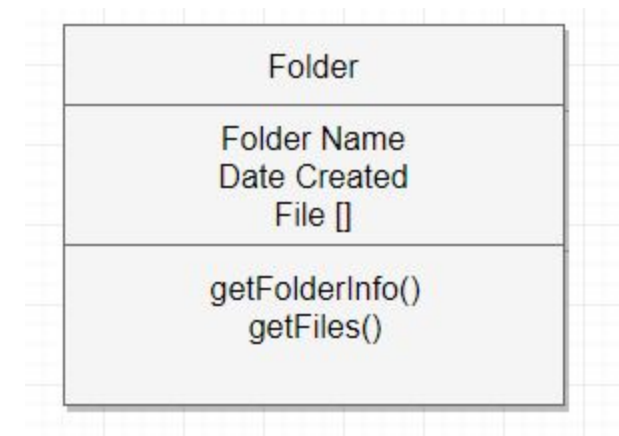 Folder
Folder Name
Date Created
File []
getFolderInfo()
getFiles()